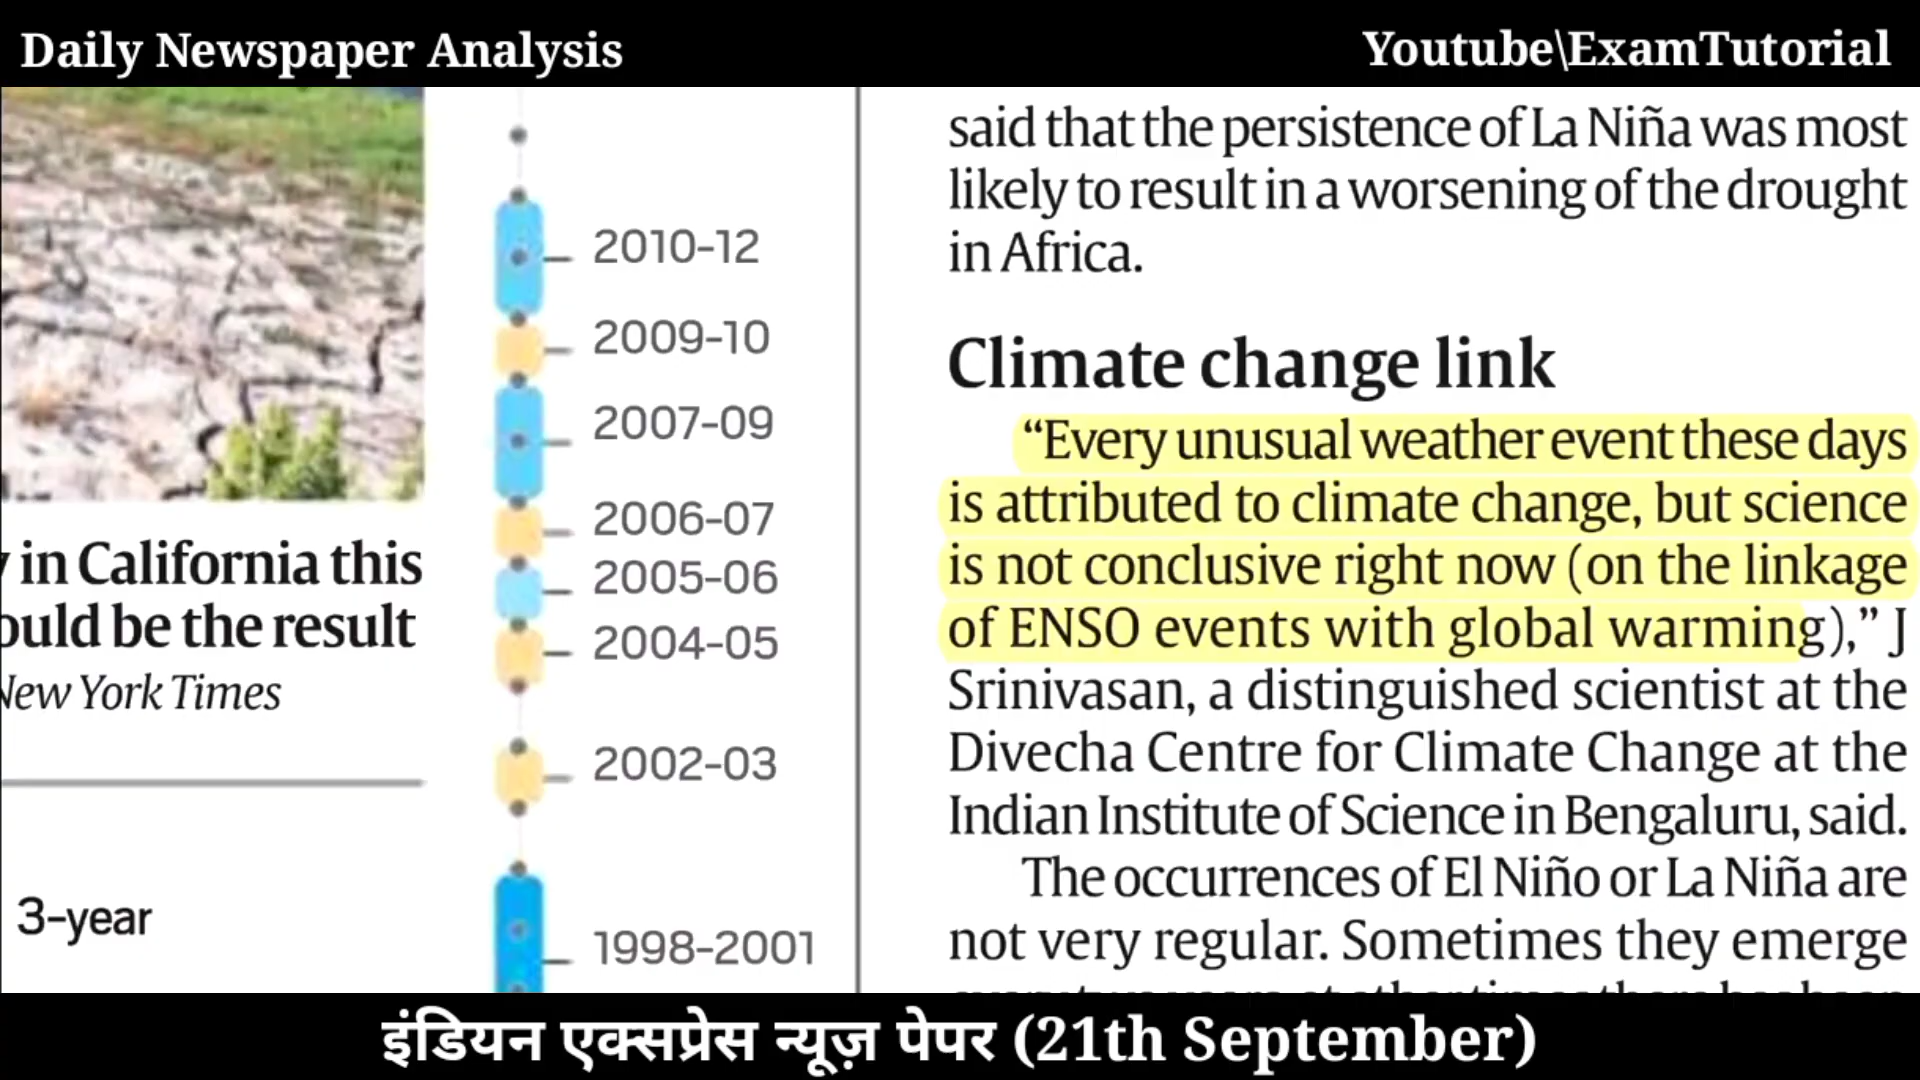 Daily Newspaper Analysis
Youtube\ExamTutorial
in California this
ould be the result
New York Times
3-year
2010-12
2009-10
2007-09
2006-07
2005-06
2004-05
2002-03
1998-2001
said that the persistence of La Niña was most
likely to result in a worsening of the drought
in Africa.
Climate change link
“Every unusual weather event these days
is attributed to climate change, but science
is not conclusive right now (on the linkage
of ENSO events with global warming),” J
Srinivasan, a distinguished scientist at the
Divecha Centre for Climate Change at the
Indian Institute of Science in Bengaluru, said.
The occurrences of El Niño or La Niña are
not very regular. Sometimes they emerge
इंडियन एक्सप्रेस न्यूज़ पेपर (21th September)